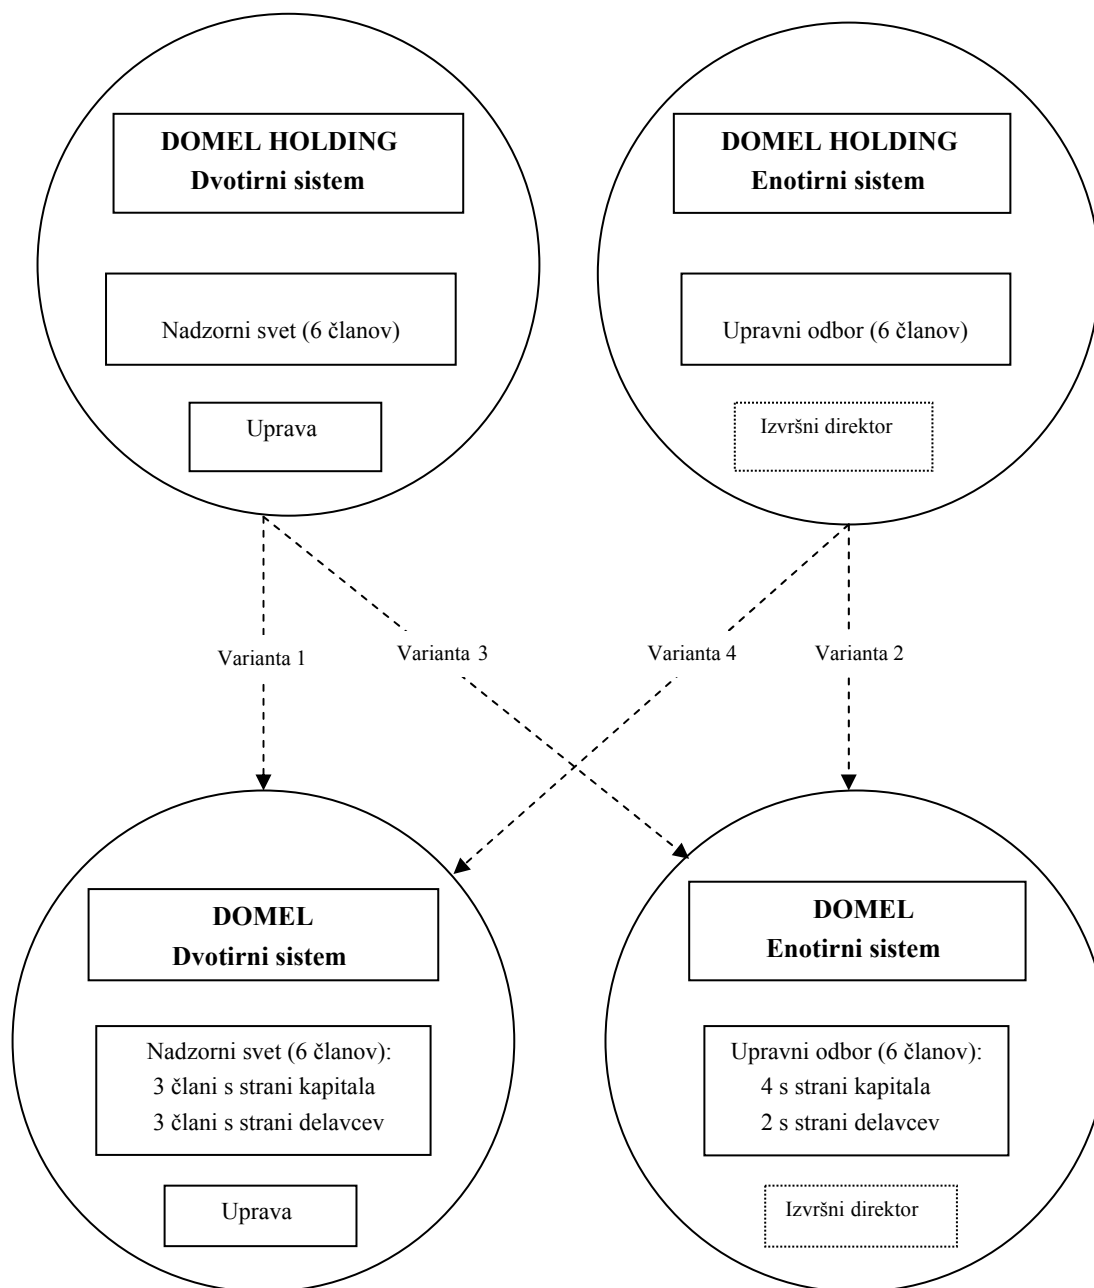 DOMEL HOLDING
Dvotirni sistem
Nadzorni svet (6 članov)
Uprava
DOMEL HOLDING
Enotirni sistem
Upravni odbor (6 članov)
Izvršni direktor
Varianta 1
Varianta 3
Varianta 4
Varianta 2
DOMEL
Dvotirni sistem
Nadzorni svet (6 članov):
3 člani s strani kapitala
3 člani s strani delavcev
Uprava
DOMEL
Enotirni sistem
Upravni odbor (6 članov):
4 s strani kapitala
2 s strani delavcev
Izvršni direktor